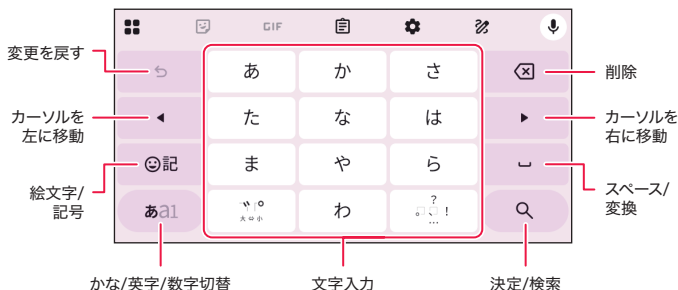 GIF
変更を戻す
あ
か
さ
削除
カーソルを
左に移動
た
な
は
カーソルを
右に移動
記
ま
や
ら
絵文字/
記号
スペース/
変換
あa1
大⇔小
わ
。、?!…
かな/英字/数字切替
文字入力
決定/検索